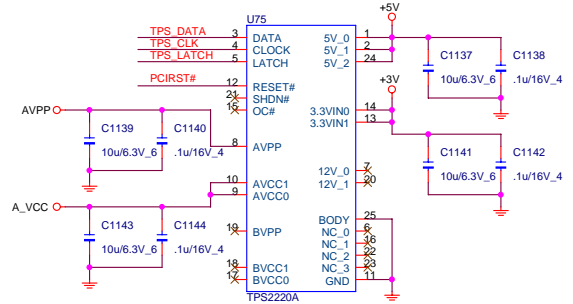 U75
+5V
TPS_DATA 3 DATA 5V_0 1
TPS_CLK 4 CLOCK 5V_1 2
TPS_LATCH 5 LATCH 5V_2 24
C1137 C1138
10u/6.3V_6 .1u/16V_4
PCIRST# 12 RESET#
21 SHDN#
15 OC#
+3V
3.3VIN0 14
3.3VIN1 13
AVPP
C1139 C1140
10u/6.3V_6 .1u/16V_4
8 AVPP
C1141 C1142
10u/6.3V_6 .1u/16V_4
12V_0 7
12V_1 20
10 AVCC1
9 AVCC0
A_VCC
C1143 C1144
10u/6.3V_6 .1u/16V_4
BODY 25
19 BVPP NC_0 6
NC_1 16
NC_2 22
18 BVCC1 NC_3 23
17 BVCC0 GND 11
TPS2220A